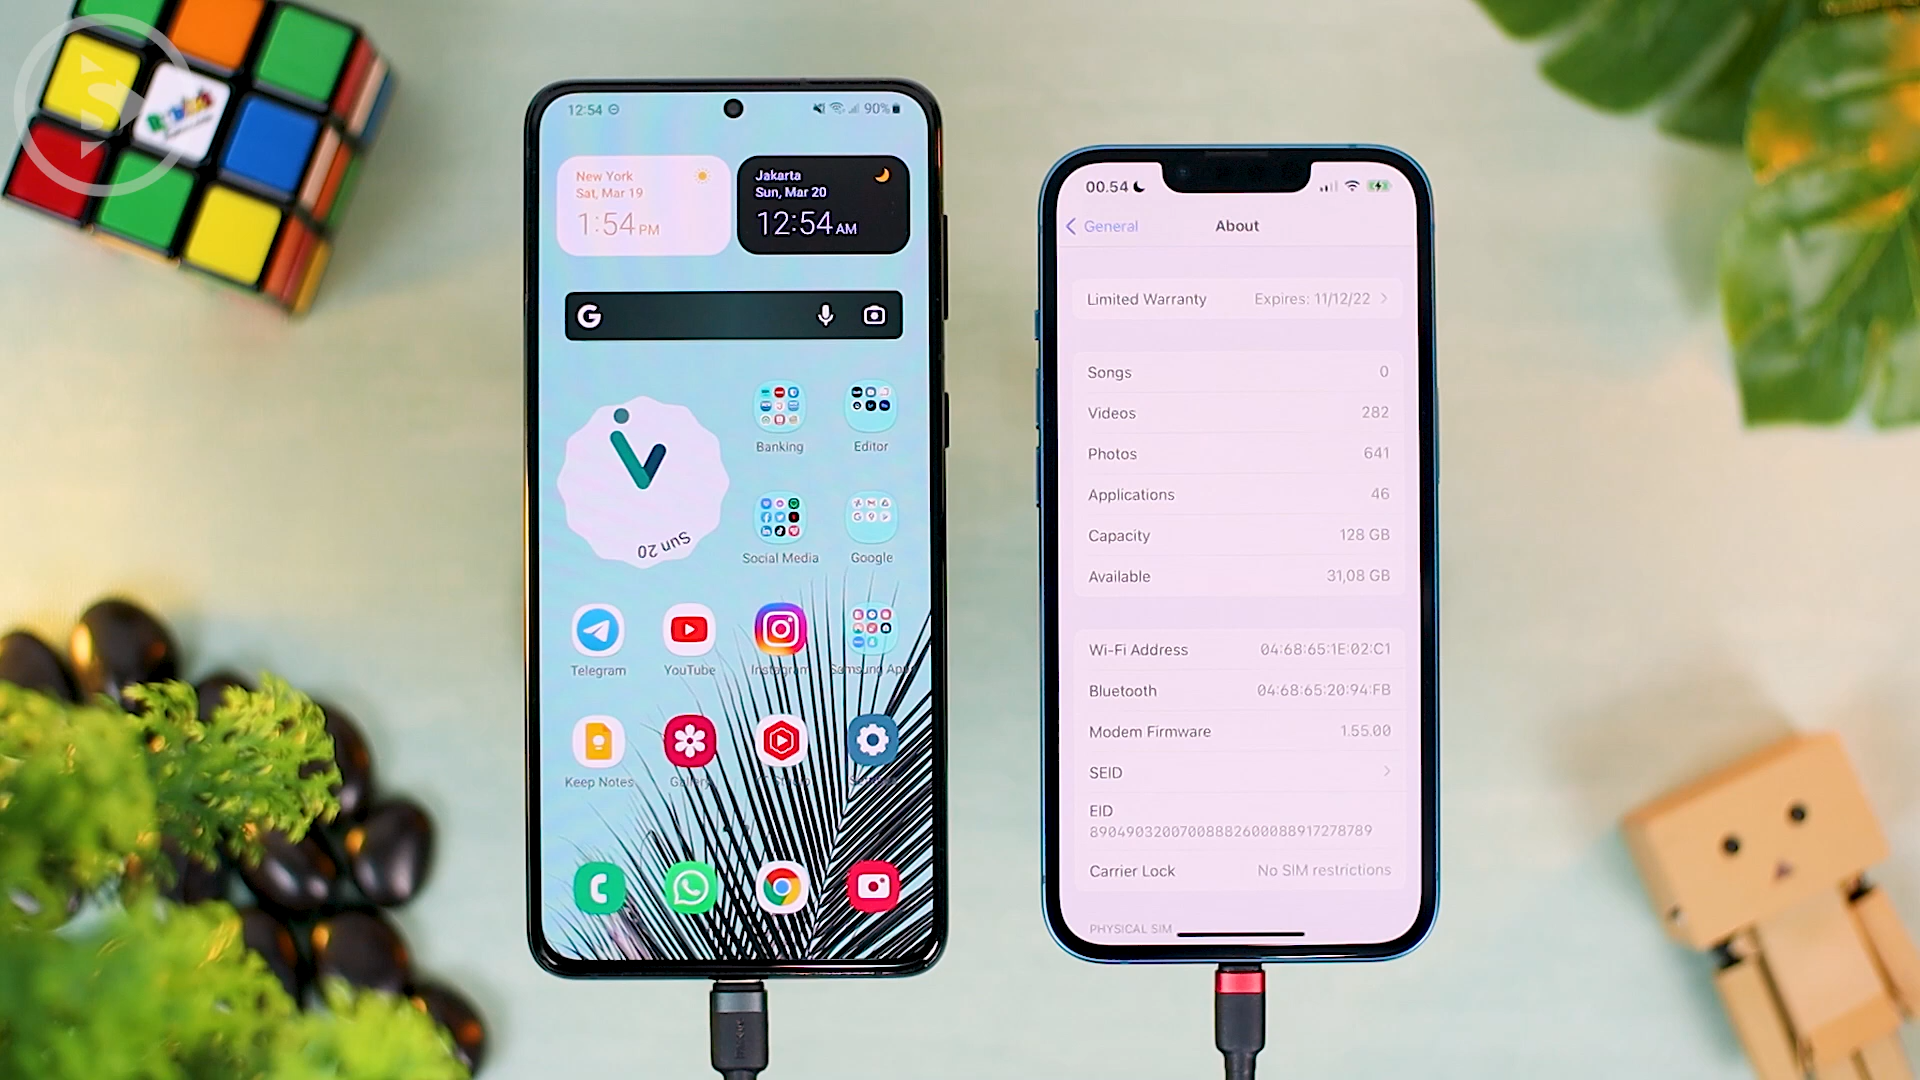 S
12:54
90%
New York
Sat, Mar 19
1:54 PM
Jakarta
Sun, Mar 20
12:54 AM
G
Banking
Editor
Sun 20
Social Media
Google
Telegram
YouTube
Instagram
Samsung App
Keep Notes
Gallery
00.54
General
About
Limited Warranty
Expires: 11/12/22
Songs
0
Videos
282
Photos
641
Applications
46
Capacity
128 GB
Available
31,08 GB
Wi-Fi Address
04:68:65:1E:02:C1
Bluetooth
04:68:65:20:94:FB
Modem Firmware
1.55.00
SEID
EID
89049032007008882600088917278789
Carrier Lock
No SIM restrictions
PHYSICAL SIM